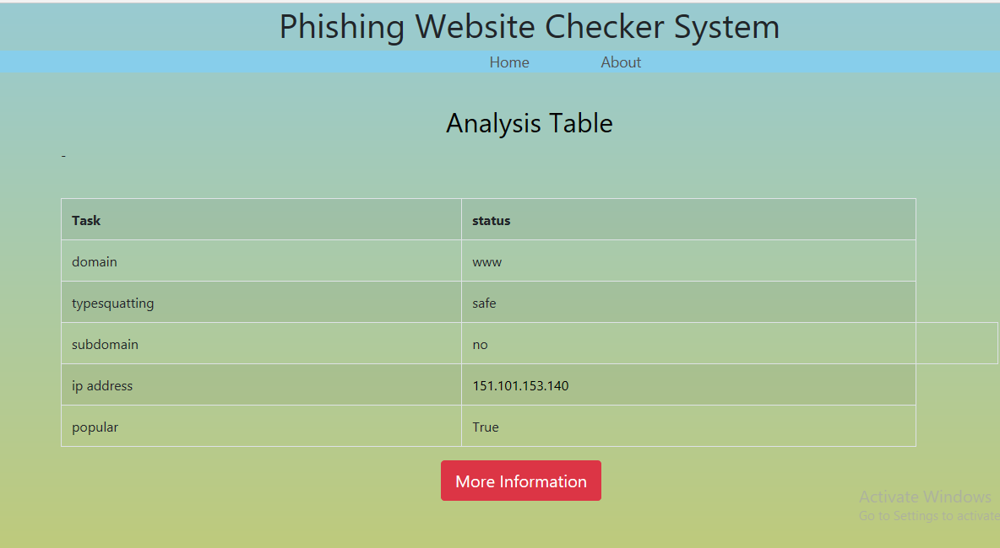 Phishing Website Checker System
Home About
Analysis Table
-
Task status
domain www
typesquatting safe
subdomain no
ip address 151.101.153.140
popular True
More Information
Activate Windows
Go to Settings to activate